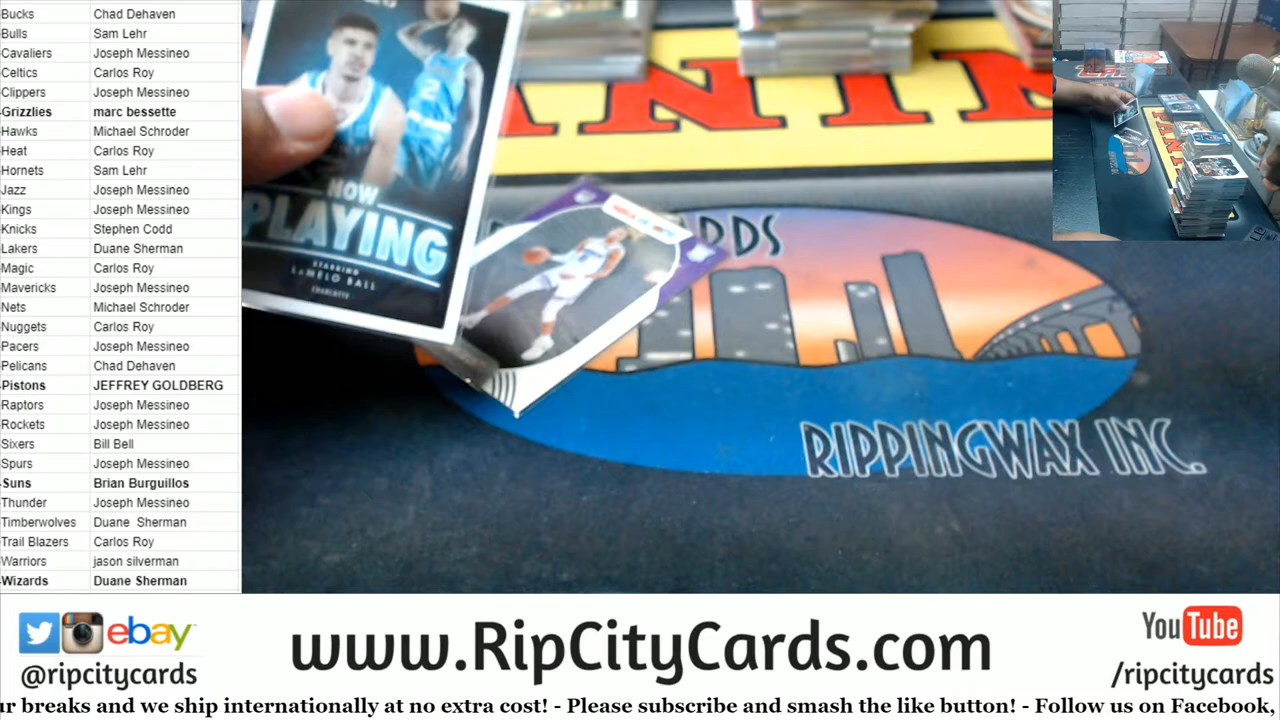 Bucks Chad Dehaven
Bulls Sam Lehr
Cavaliers Joseph Messineo
Celtics Carlos Roy
Clippers Joseph Messineo
Grizzlies marc bessette
Hawks Michael Schroder
Heat Carlos Roy
Hornets Sam Lehr
Jazz Joseph Messineo
Kings Joseph Messineo
Knicks Stephen Codd
Lakers Duane Sherman
Magic Carlos Roy
Mavericks Joseph Messineo
Nets Michael Schroder
Nuggets Carlos Roy
Pacers Joseph Messineo
Pelicans Chad Dehaven
Pistons JEFFREY GOLDBERG
Raptors Joseph Messineo
Rockets Joseph Messineo
Sixers Bill Bell
Spurs Joseph Messineo
Suns Brian Burguillos
Thunder Joseph Messineo
Timberwolves Duane Sherman
Trail Blazers Carlos Roy
Warriors jason silverman
Wizards Duane Sherman
NOW
PLAYING
STARRING
LAMELO BALL
CHARLOTTE
ANINI
RDS
RIPPINGWAX INC.
ebay
@ripcitycards
www.RipCityCards.com
YouTube
/ripcitycards
ur breaks and we ship internationally at no extra cost! - Please subscribe and smash the like button! - Follow us on Facebook,